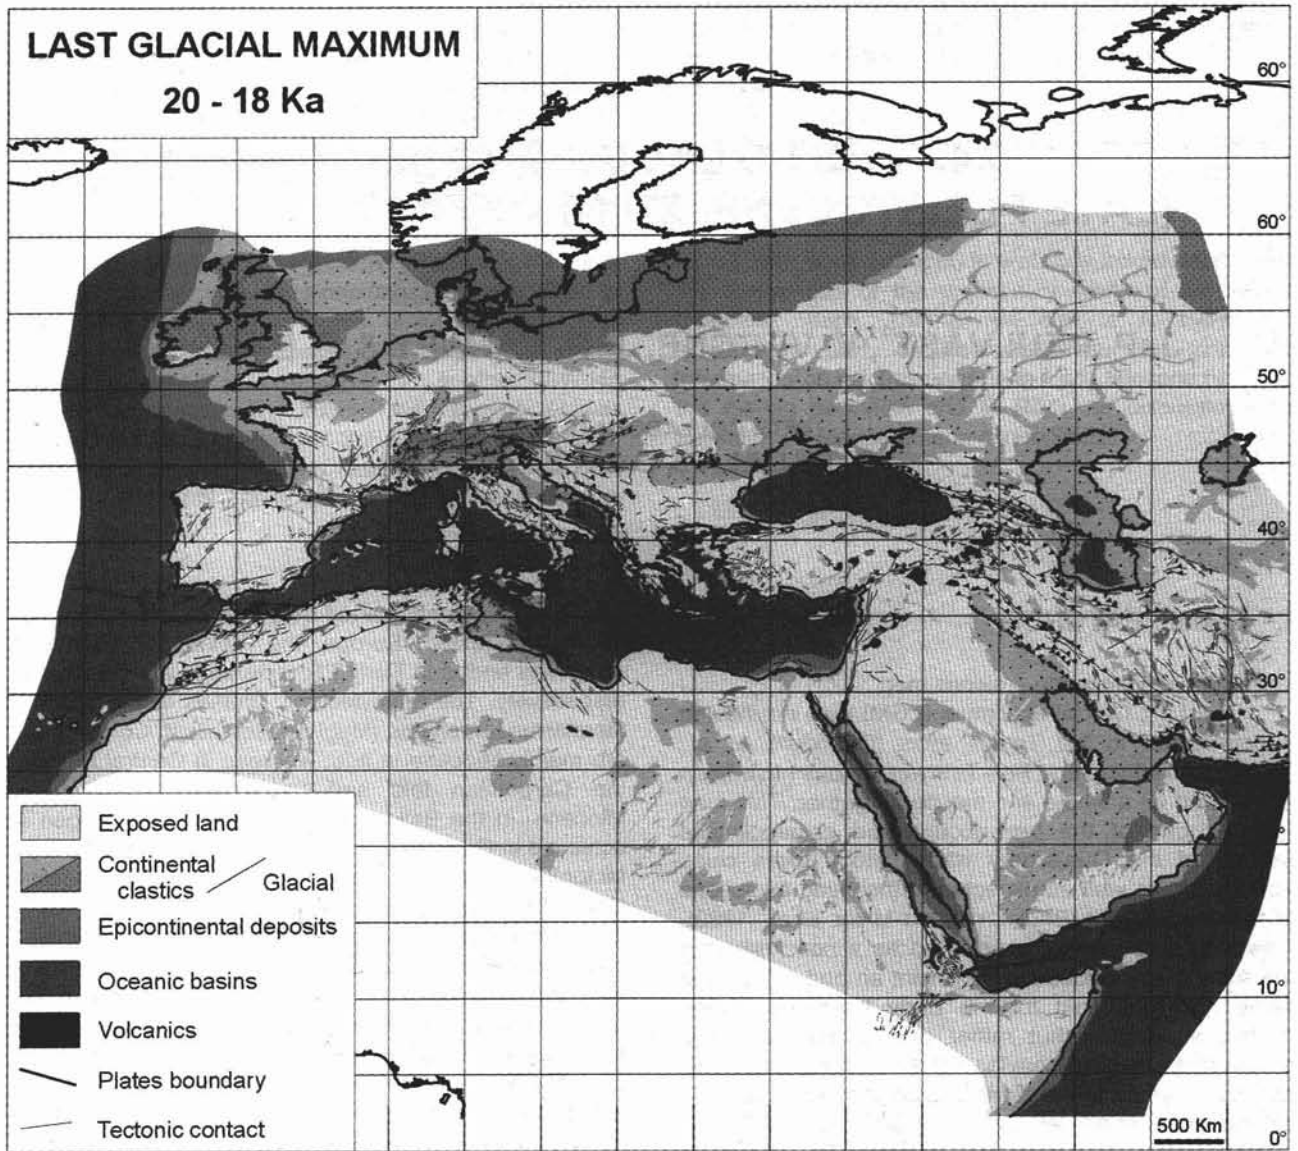 LAST GLACIAL MAXIMUM
20 - 18 Ka
60°
60°
50°
40°
30°
°
10°
0°
Exposed land
Continental
clastics
Glacial
Epicontinental deposits
Oceanic basins
Volcanics
Plates boundary
Tectonic contact
500 Km